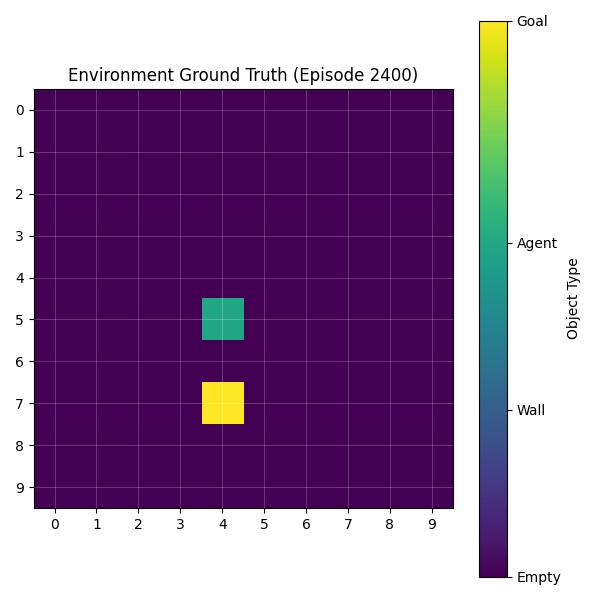 Environment Ground Truth (Episode 2400)
0
1
2
3
4
5
6
7
8
9
0 1 2 3 4 5 6 7 8 9
Goal
Agent
Wall
Empty
Object Type